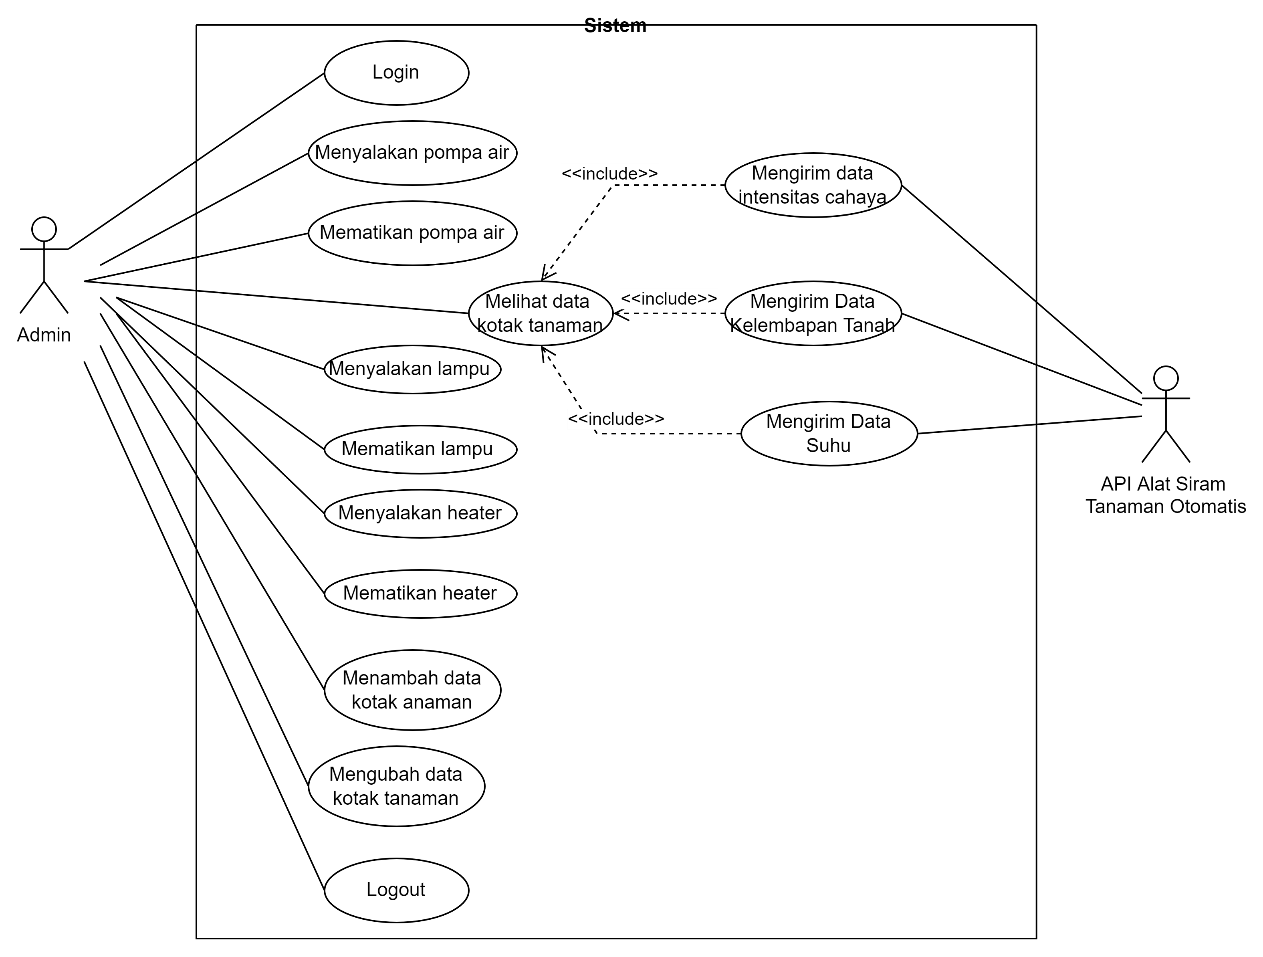 Sistem
Login
Menyalakan pompa air
Mematikan pompa air
Admin
Melihat data
kotak tanaman
Menyalakan lampu
Mematikan lampu
Menyalakan heater
Mematikan heater
Menambah data
kotak anaman
Mengubah data
kotak tanaman
Logout
<<include>>
<<include>>
<<include>>
Mengirim data
intensitas cahaya
Mengirim Data
Kelembapan Tanah
Mengirim Data
Suhu
API Alat Siram
Tanaman Otomatis